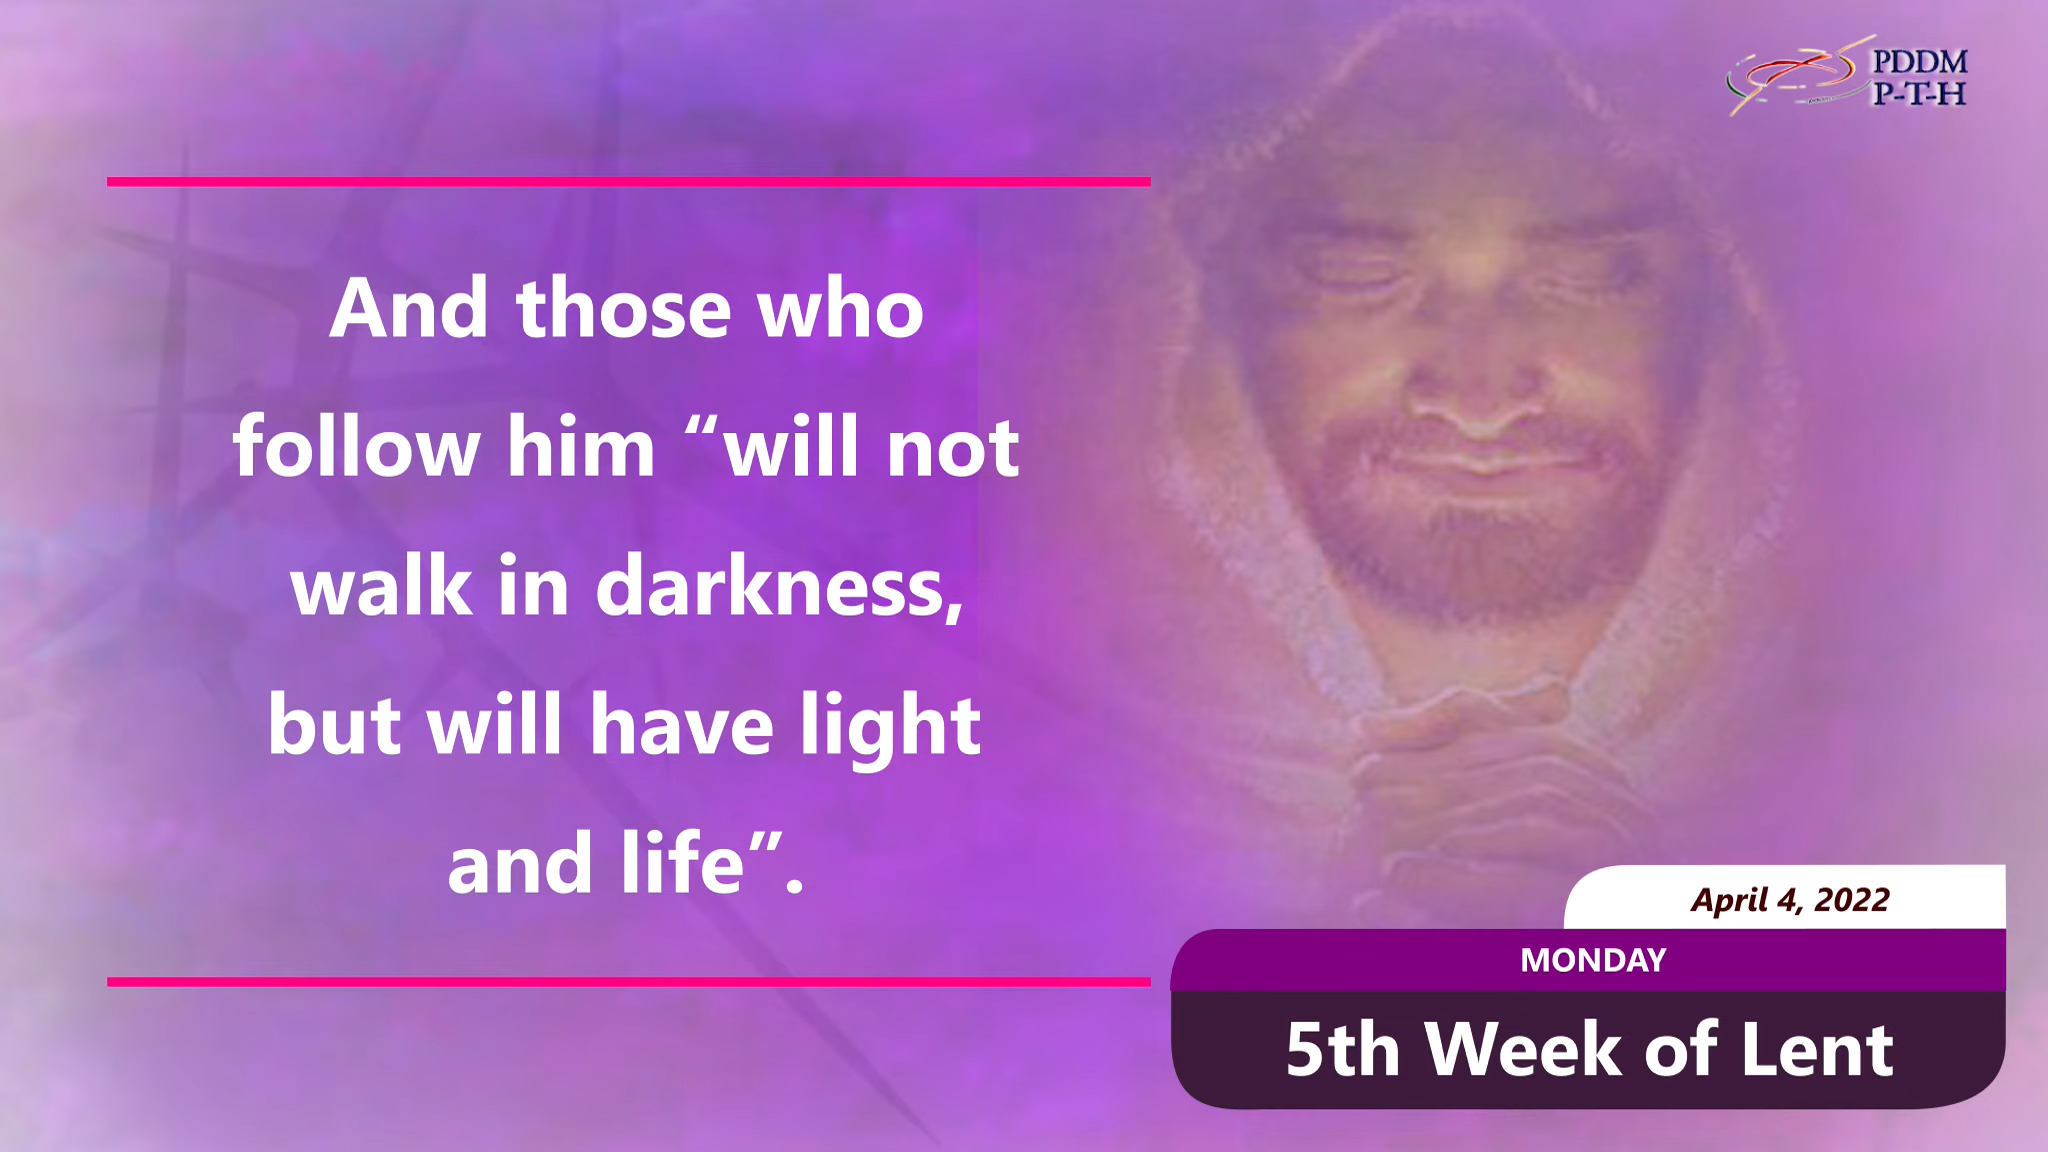 PDDM
P-T-H
And those who
follow him “will not
walk in darkness,
but will have light
and life”.
April 4, 2022
MONDAY
5th Week of Lent